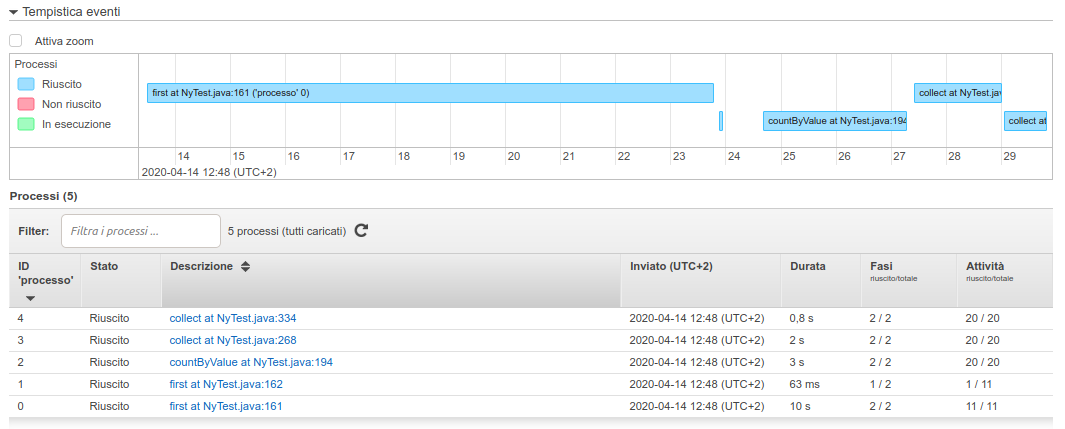 Tempistica eventi
Attiva zoom
Processi
Riuscito
Non riuscito
In esecuzione
first at NyTest.java:161 ('processo' 0)
collect at NyTest.jav
countByValue at NyTest.java:194
collect at
14 15 16 17 18 19 20 21 22 23 24 25 26 27 28 29
2020-04-14 12:48 (UTC+2)
Processi (5)
Filter: Filtra i processi ... 5 processi (tutti caricati)
ID 'processo' Stato Descrizione Inviato (UTC+2) Durata Fasi riuscito/totale Attività riuscito/totale
4 Riuscito collect at NyTest.java:334 2020-04-14 12:48 (UTC+2) 0,8 s 2 / 2 20 / 20
3 Riuscito collect at NyTest.java:268 2020-04-14 12:48 (UTC+2) 2 s 2 / 2 20 / 20
2 Riuscito countByValue at NyTest.java:194 2020-04-14 12:48 (UTC+2) 3 s 2 / 2 20 / 20
1 Riuscito first at NyTest.java:162 2020-04-14 12:48 (UTC+2) 63 ms 1 / 2 1 / 11
0 Riuscito first at NyTest.java:161 2020-04-14 12:48 (UTC+2) 10 s 2 / 2 11 / 11